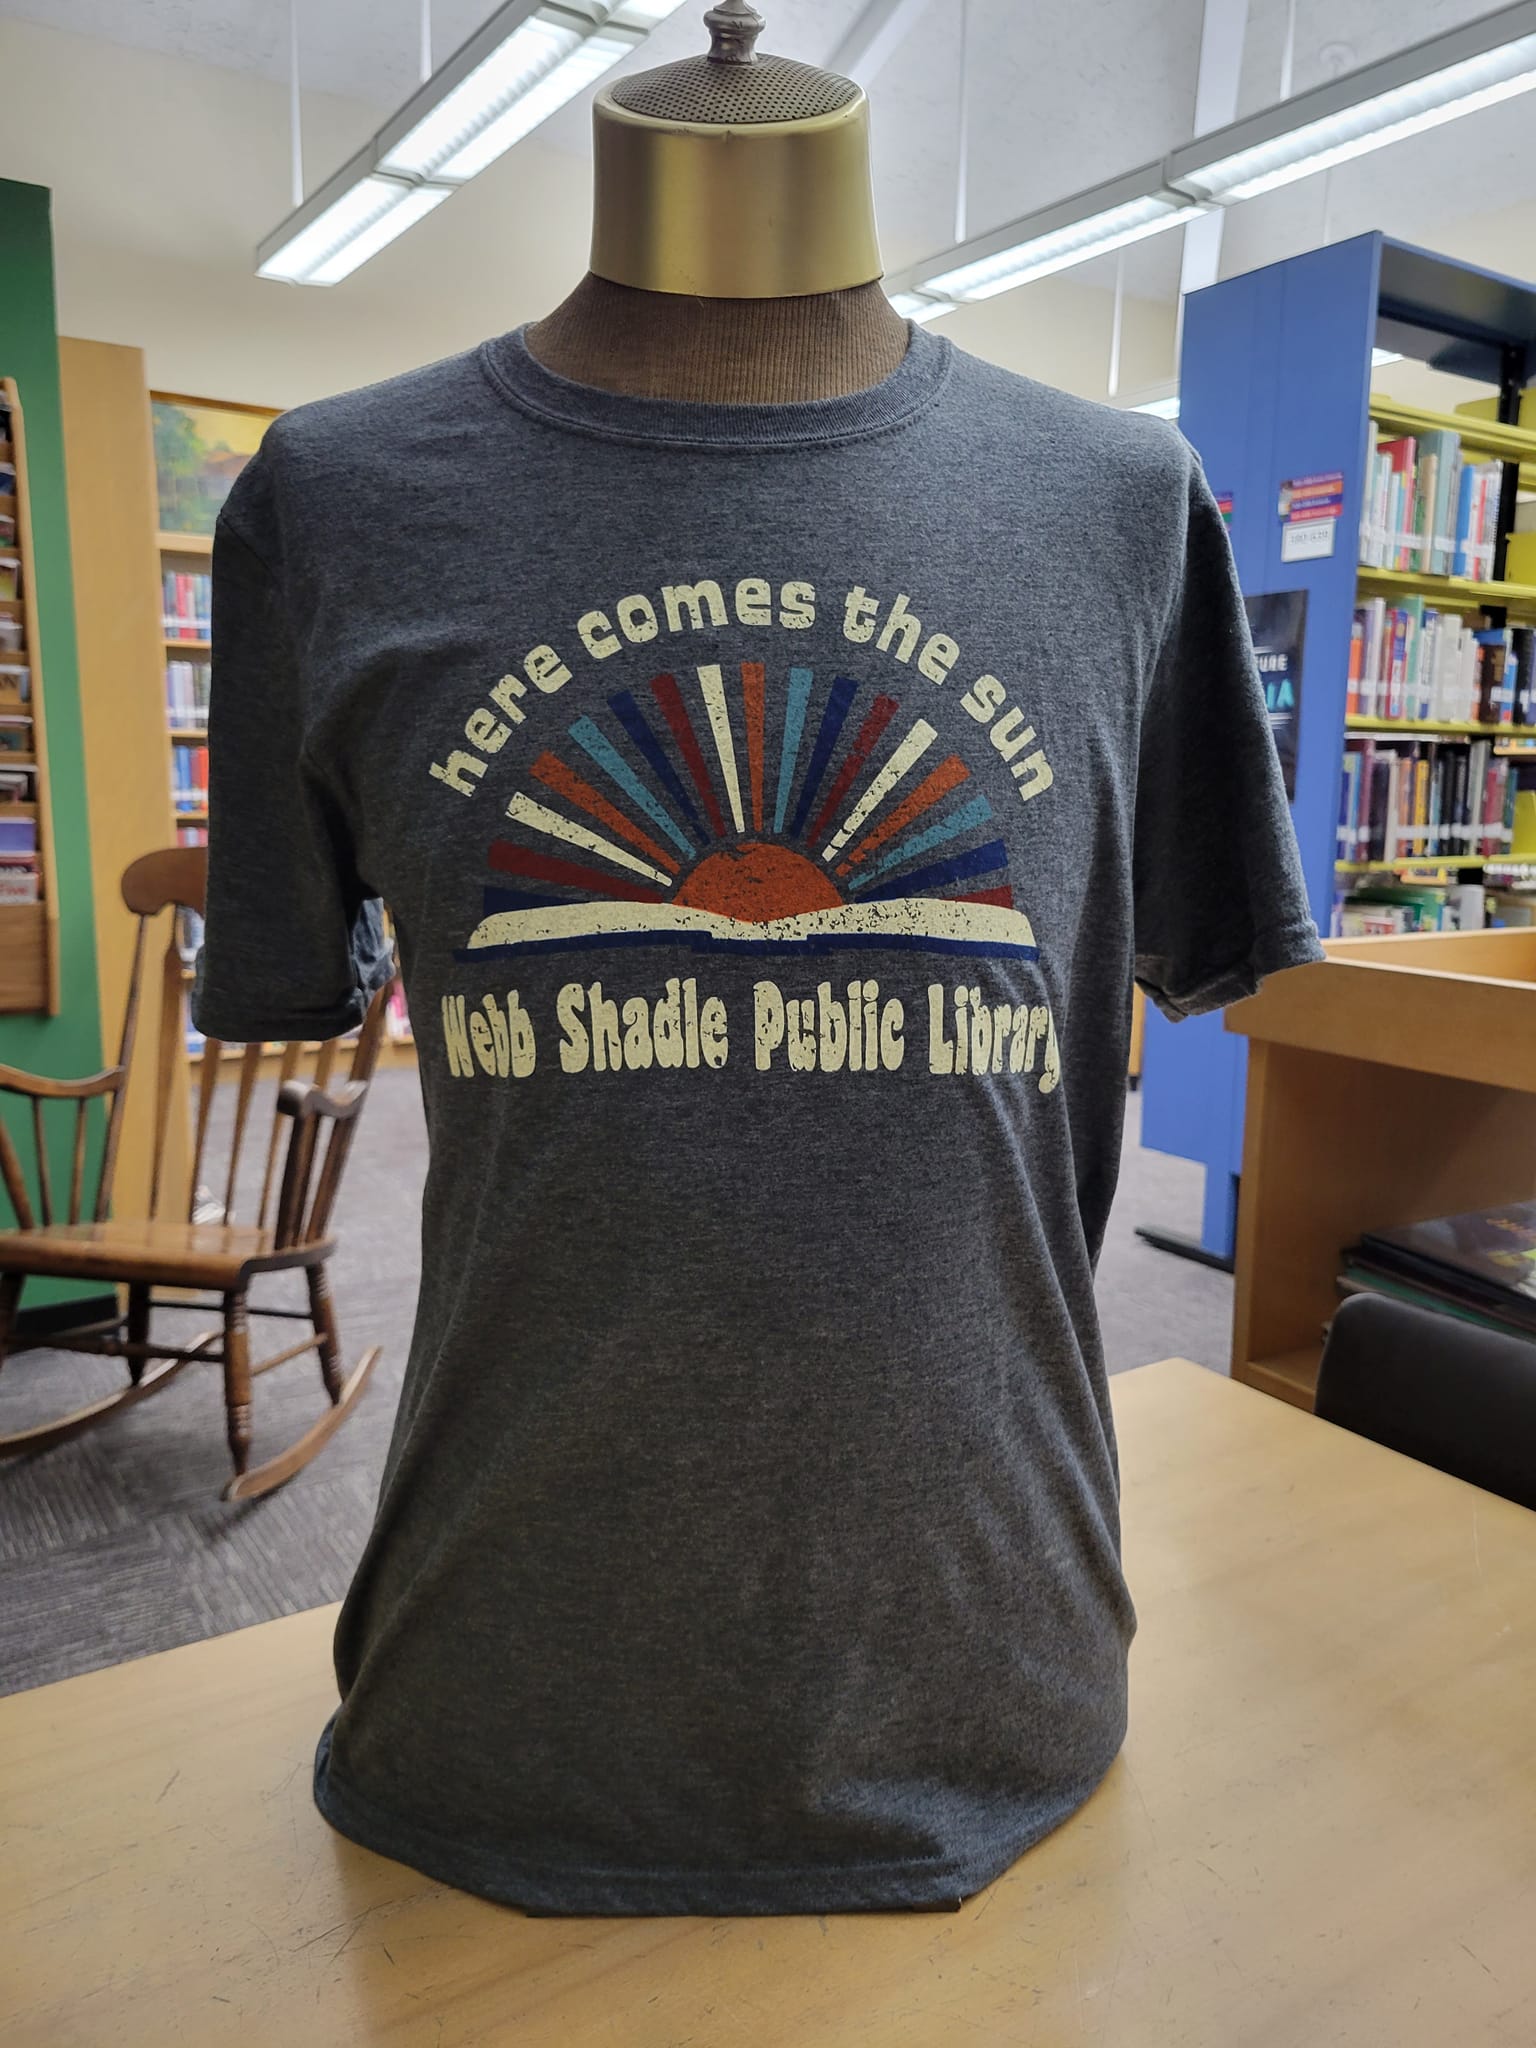 here comes the sun
Webb Shadle Public Library